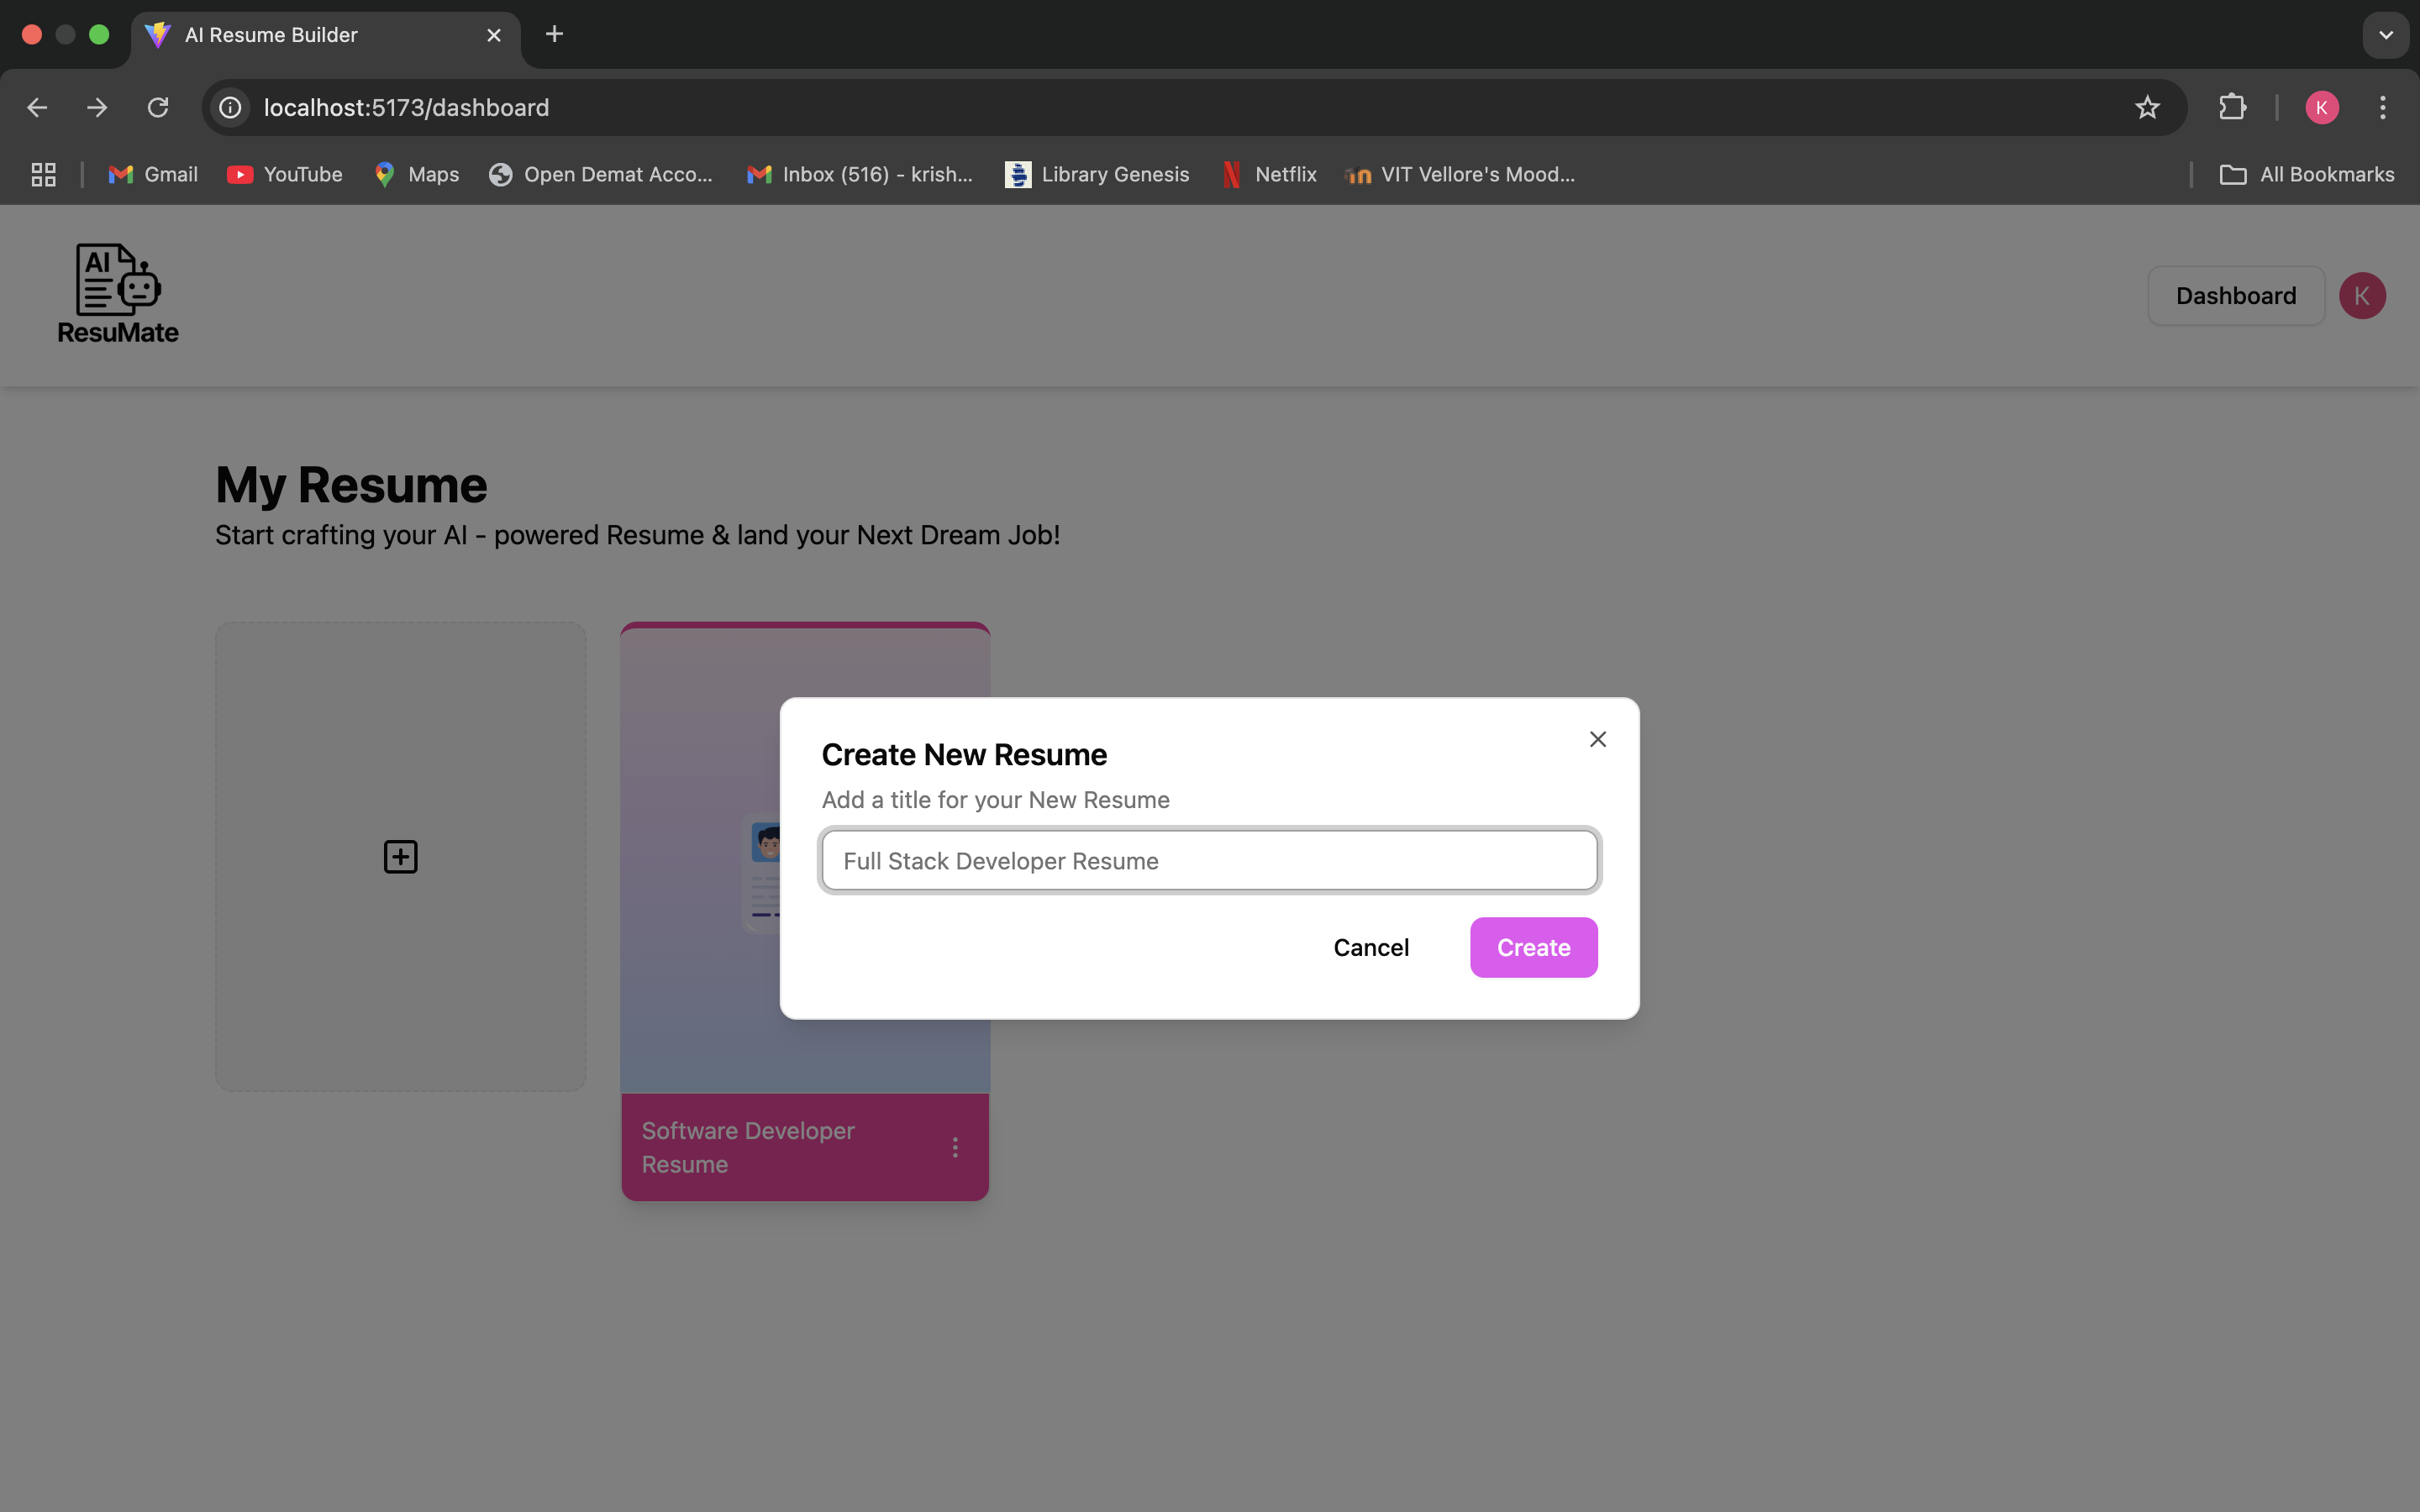 AI Resume Builder
localhost:5173/dashboard
K
Gmail
YouTube
Maps
Open Demat Acco...
Inbox (516) - krish...
Library Genesis
Netflix
VIT Vellore's Mood...
All Bookmarks
AI
ResuMate
Dashboard
K
My Resume
Start crafting your AI - powered Resume & land your Next Dream Job!
Create New Resume
Add a title for your New Resume
Full Stack Developer Resume
Cancel
Create
Software Developer
Resume